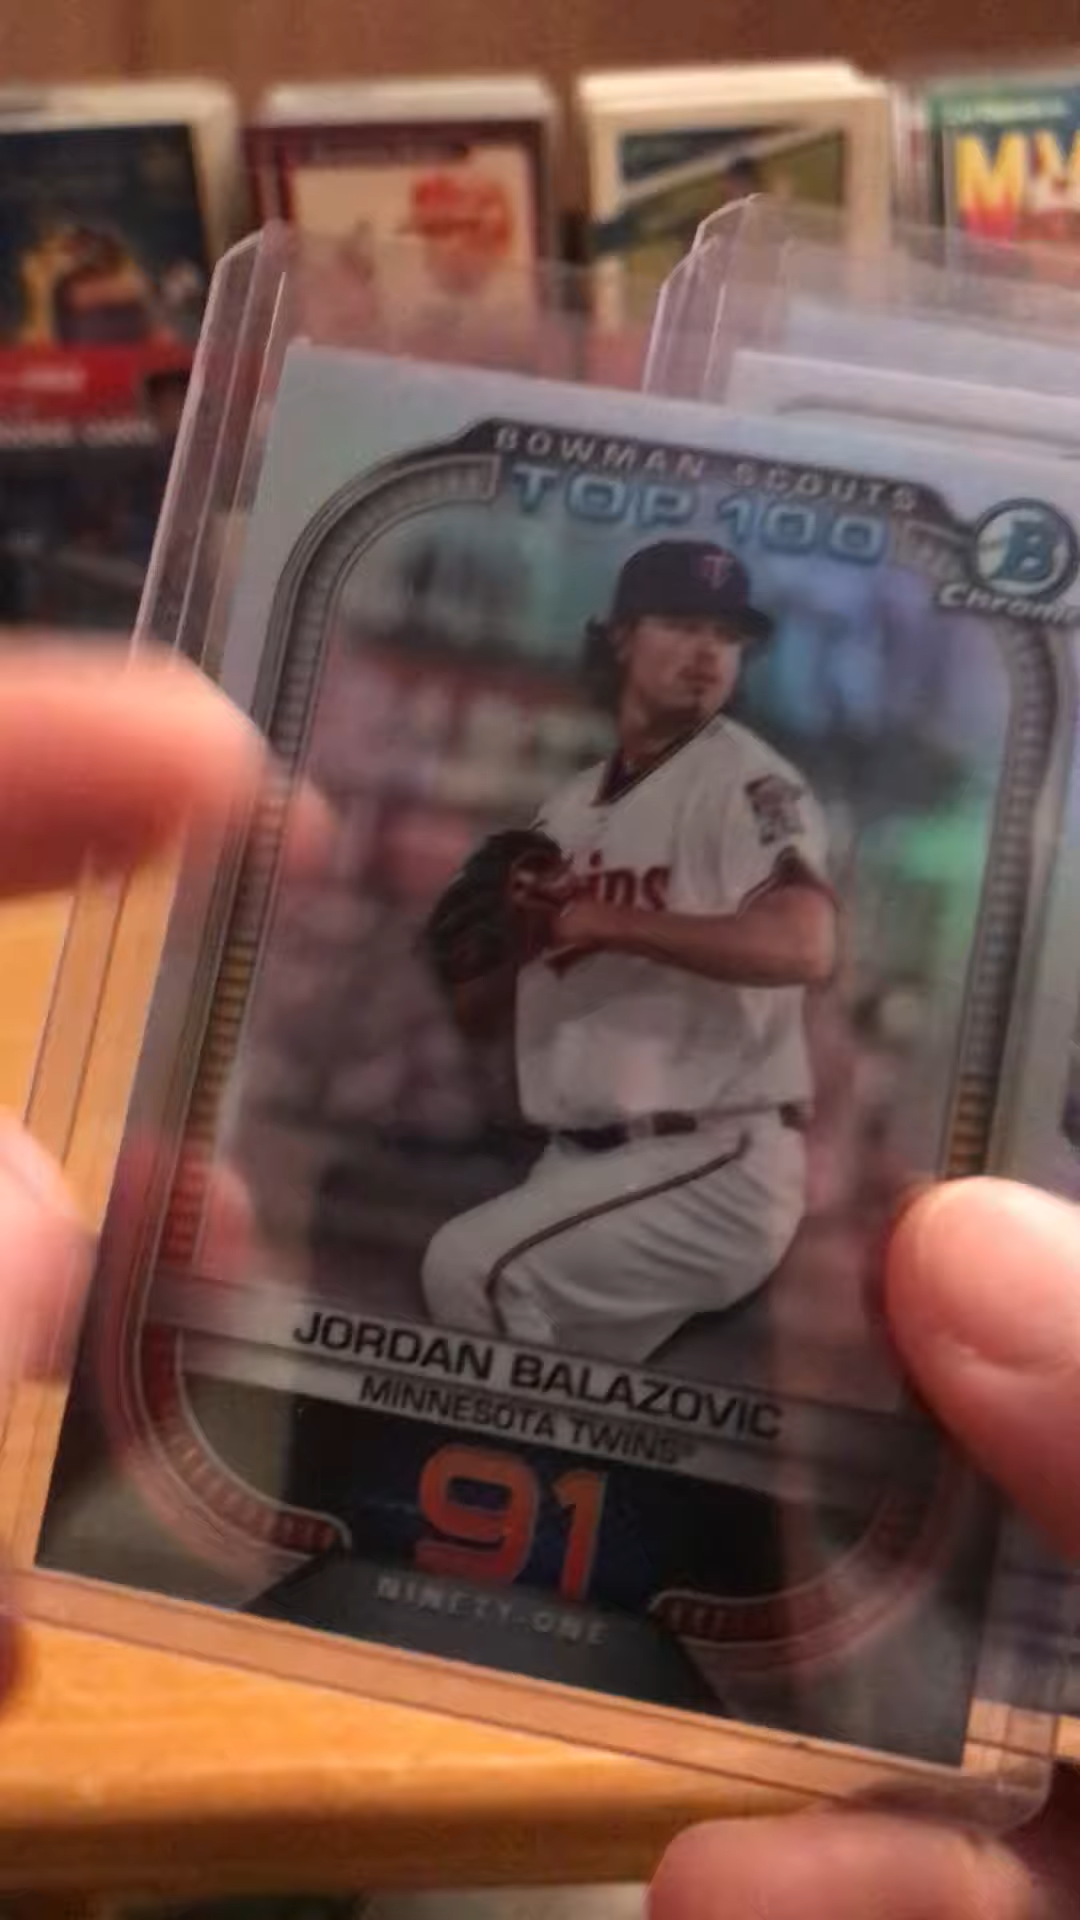 BOWMAN SCOUTS
TOP 100
B
Chrome
T
Twins
JORDAN BALAZOVIC
MINNESOTA TWINS
91
NINETY-ONE